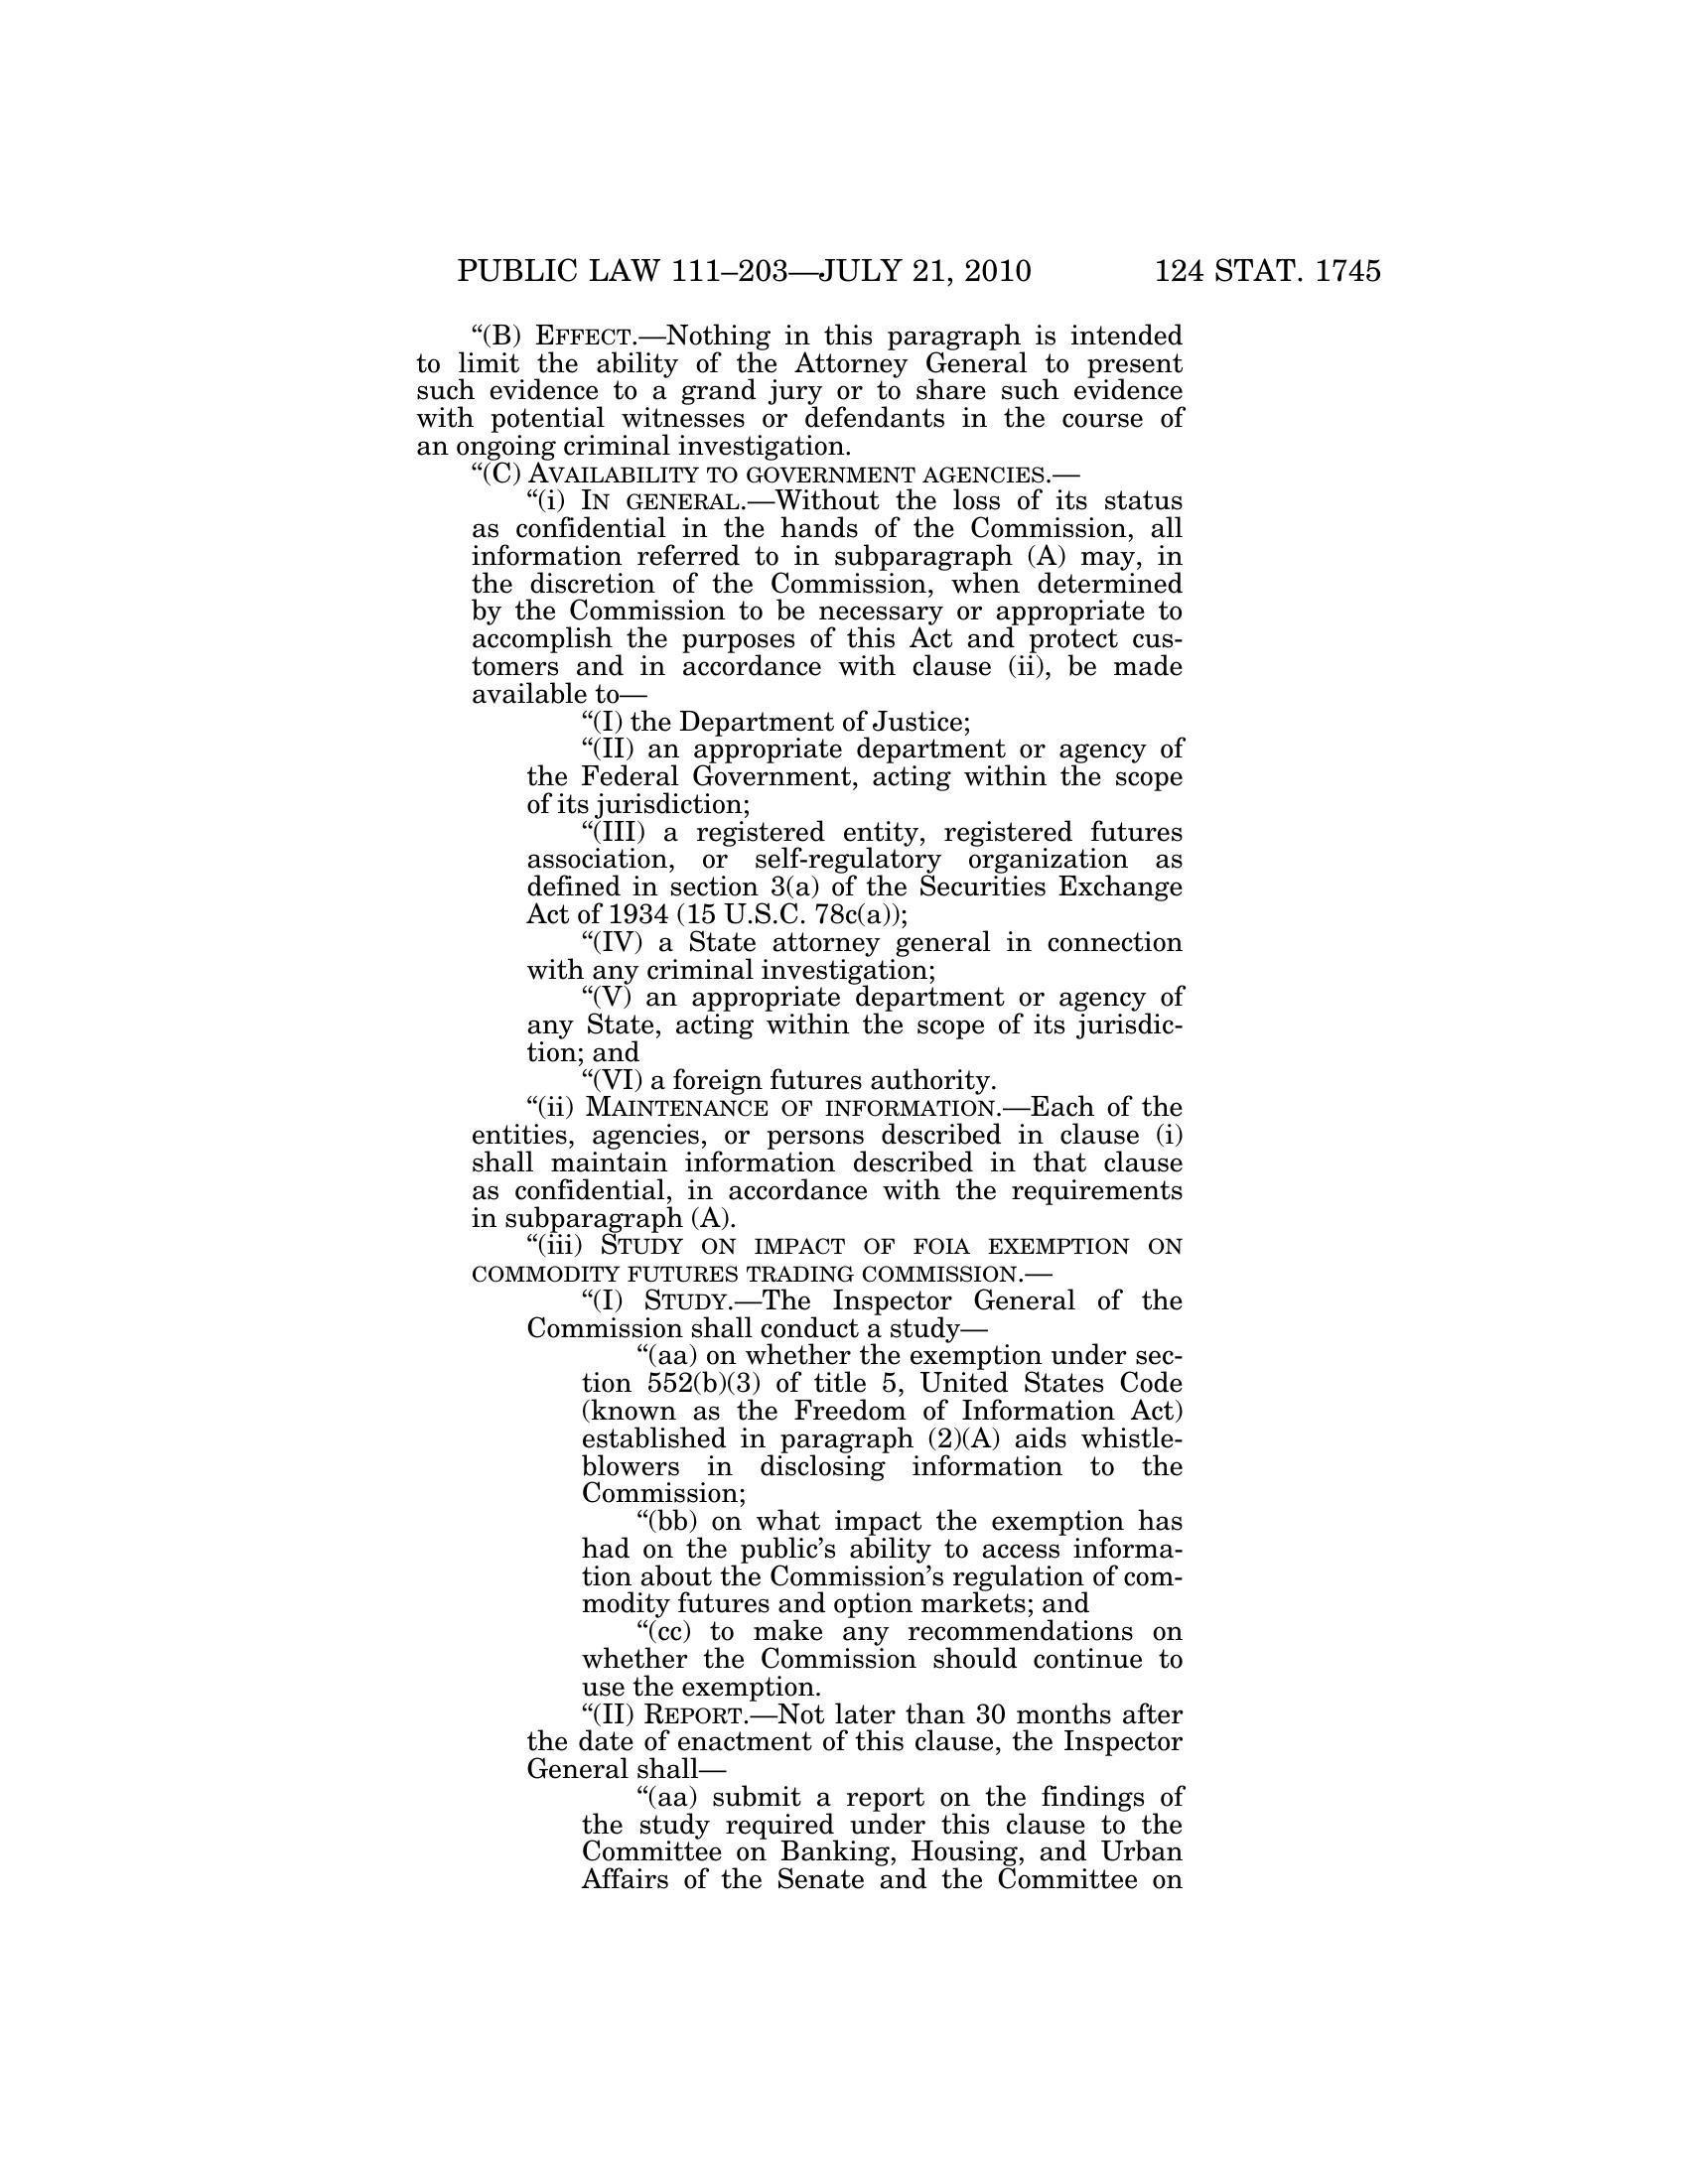 PUBLIC LAW 111–203—JULY 21, 2010 124 STAT. 1745
“(B) EFFECT.—Nothing in this paragraph is intended
to limit the ability of the Attorney General to present
such evidence to a grand jury or to share such evidence
with potential witnesses or defendants in the course of
an ongoing criminal investigation.
“(C) AVAILABILITY TO GOVERNMENT AGENCIES.—
“(i) IN GENERAL.—Without the loss of its status
as confidential in the hands of the Commission, all
information referred to in subparagraph (A) may, in
the discretion of the Commission, when determined
by the Commission to be necessary or appropriate to
accomplish the purposes of this Act and protect cus-
tomers and in accordance with clause (ii), be made
available to—
“(I) the Department of Justice;
“(II) an appropriate department or agency of
the Federal Government, acting within the scope
of its jurisdiction;
“(III) a registered entity, registered futures
association, or self-regulatory organization as
defined in section 3(a) of the Securities Exchange
Act of 1934 (15 U.S.C. 78c(a));
“(IV) a State attorney general in connection
with any criminal investigation;
“(V) an appropriate department or agency of
any State, acting within the scope of its jurisdic-
tion; and
“(VI) a foreign futures authority.
“(ii) MAINTENANCE OF INFORMATION.—Each of the
entities, agencies, or persons described in clause (i)
shall maintain information described in that clause
as confidential, in accordance with the requirements
in subparagraph (A).
“(iii) STUDY ON IMPACT OF FOIA EXEMPTION ON
COMMODITY FUTURES TRADING COMMISSION.—
“(I) STUDY.—The Inspector General of the
Commission shall conduct a study—
“(aa) on whether the exemption under sec-
tion 552(b)(3) of title 5, United States Code
(known as the Freedom of Information Act)
established in paragraph (2)(A) aids whistle-
blowers in disclosing information to the
Commission;
“(bb) on what impact the exemption has
had on the public’s ability to access informa-
tion about the Commission’s regulation of com-
modity futures and option markets; and
“(cc) to make any recommendations on
whether the Commission should continue to
use the exemption.
“(II) REPORT.—Not later than 30 months after
the date of enactment of this clause, the Inspector
General shall—
“(aa) submit a report on the findings of
the study required under this clause to the
Committee on Banking, Housing, and Urban
Affairs of the Senate and the Committee on